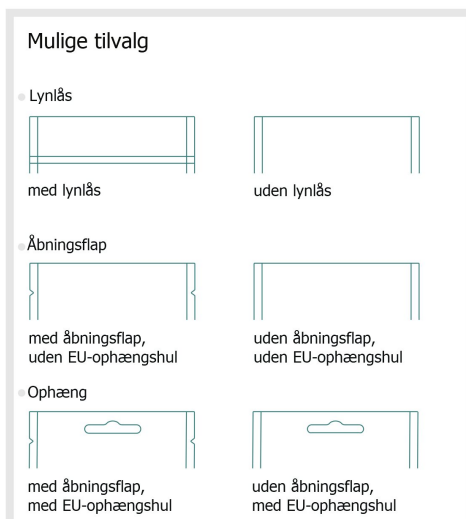 Mulige tilvalg
Lynlås
med lynlås
uden lynlås
Åbningsflap
med åbningsflap,
uden EU-ophængshul
uden åbningsflap,
uden EU-ophængshul
Ophæng
med åbningsflap,
med EU-ophængshul
uden åbningsflap,
med EU-ophængshul